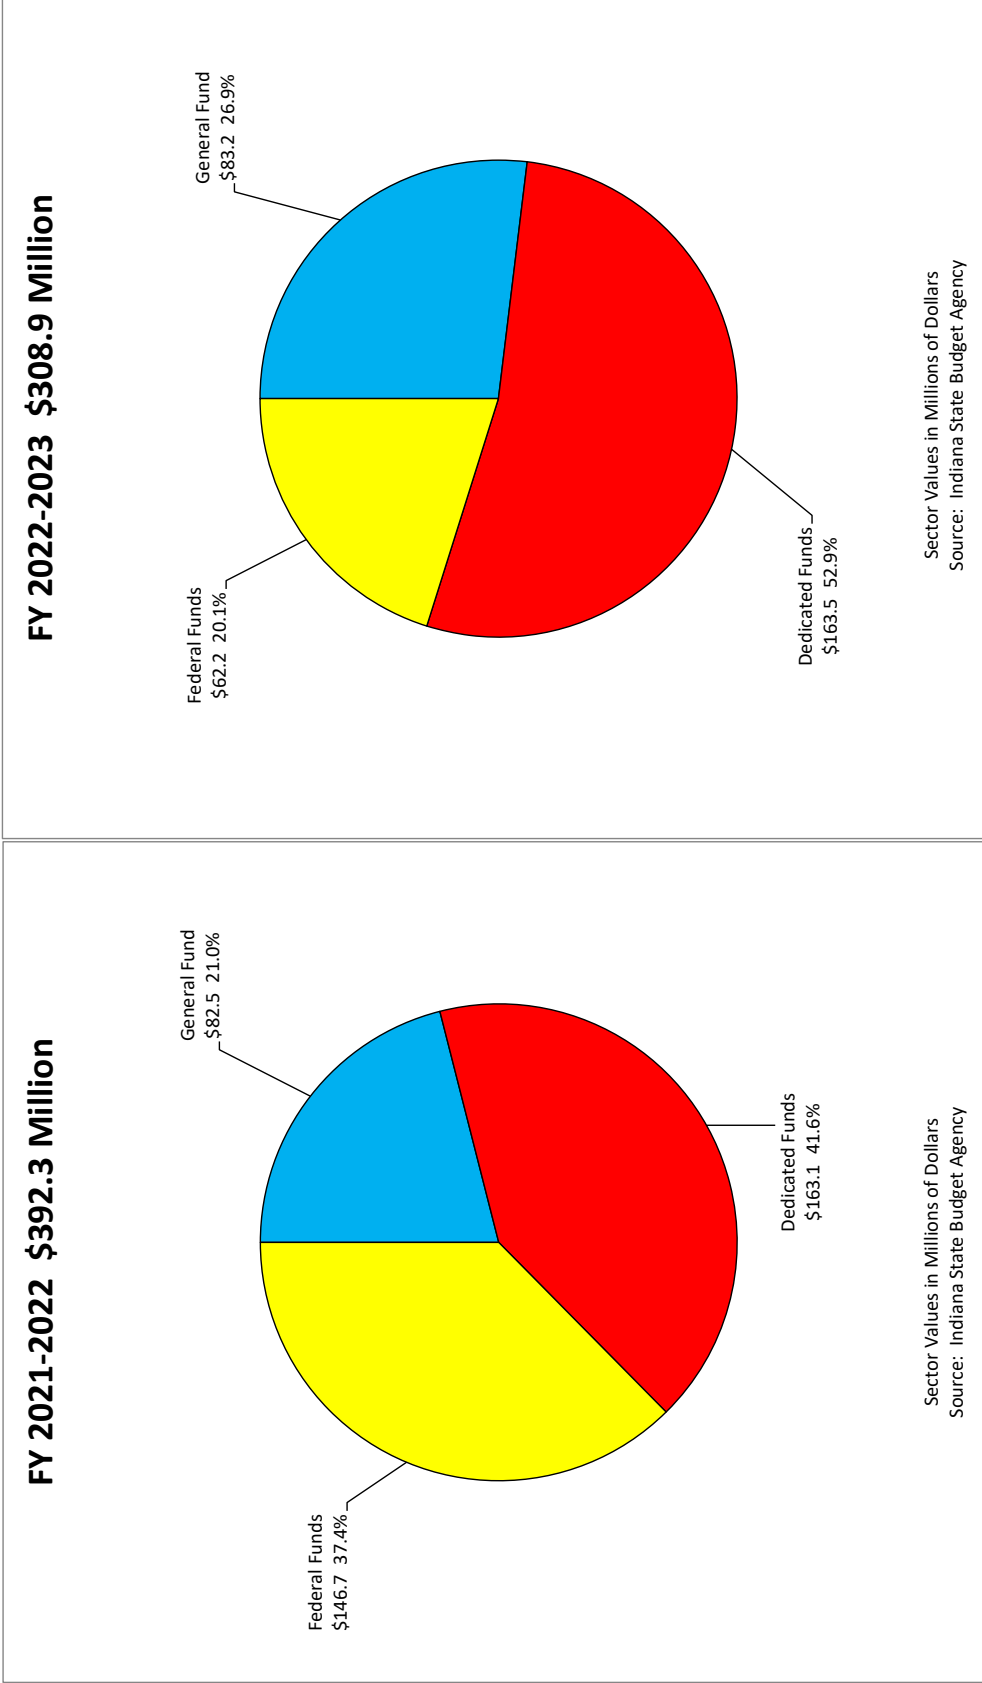 FY 2021-2022  $392.3 Million
General Fund
$82.5  21.0%
Dedicated Funds
$163.1  41.6%
Federal Funds
$146.7  37.4%
Sector Values in Millions of Dollars
Source:  Indiana State Budget Agency
FY 2022-2023  $308.9 Million
General Fund
$83.2  26.9%
Dedicated Funds
$163.5  52.9%
Federal Funds
$62.2  20.1%
Sector Values in Millions of Dollars
Source:  Indiana State Budget Agency